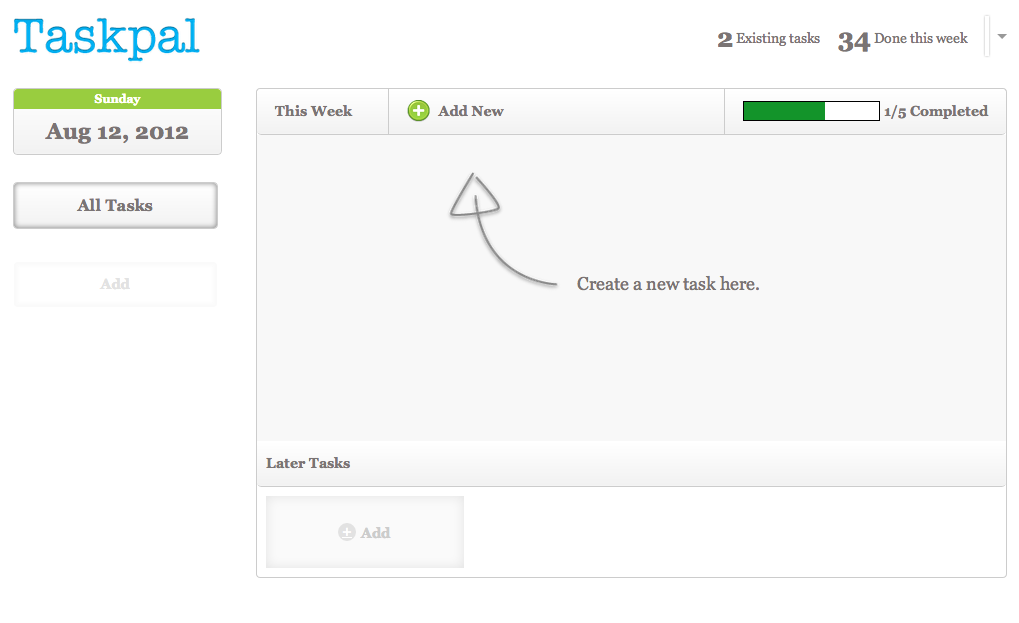 Taskpal
2 Existing tasks 34 Done this week
Sunday
Aug 12, 2012
All Tasks
Add
This Week
Add New
1/5 Completed
Create a new task here.
Later Tasks
Add